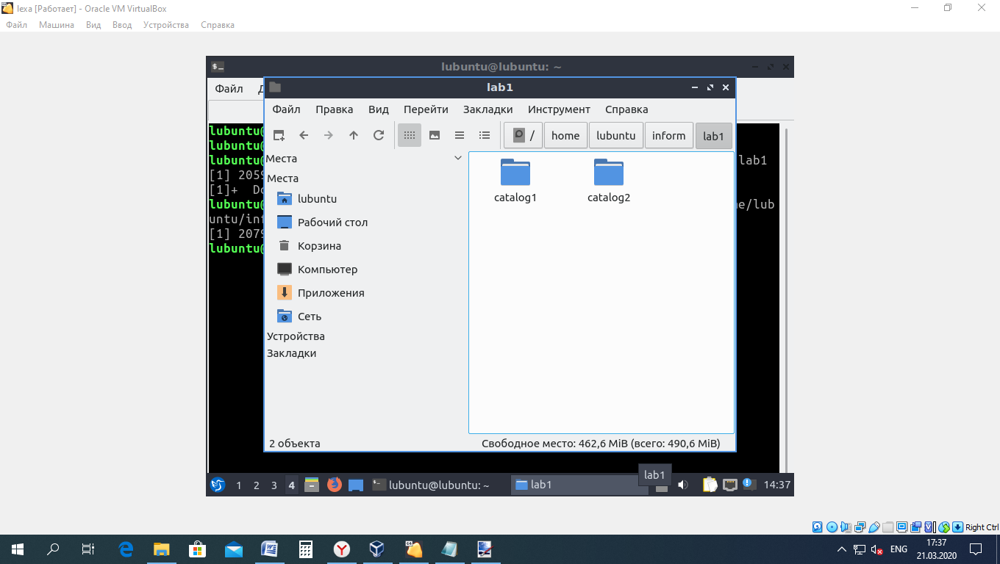 lexa [Работает] - Oracle VM VirtualBox
Файл Машина Вид Ввод Устройства Справка
lubuntu@lubuntu: ~
Файл
lab1
Файл Правка Вид Перейти Закладки Инструмент Справка
/ home lubuntu inform lab1
Места
Места
lubuntu
Рабочий стол
Корзина
Компьютер
Приложения
Сеть
Устройства
Закладки
catalog1 catalog2
2 объекта Свободное место: 462,6 MiB (всего: 490,6 MiB)
lubuntu@
lubuntu@
lubuntu@ lab1
[1] 2059
[1]+
lubuntu@ e/lub
untu/inf
[1] 2079
lubuntu@
lab1
1 2 3 4 lubuntu@lubuntu: ~ lab1 14:37
Right Ctrl
ENG 17:37
21.03.2020